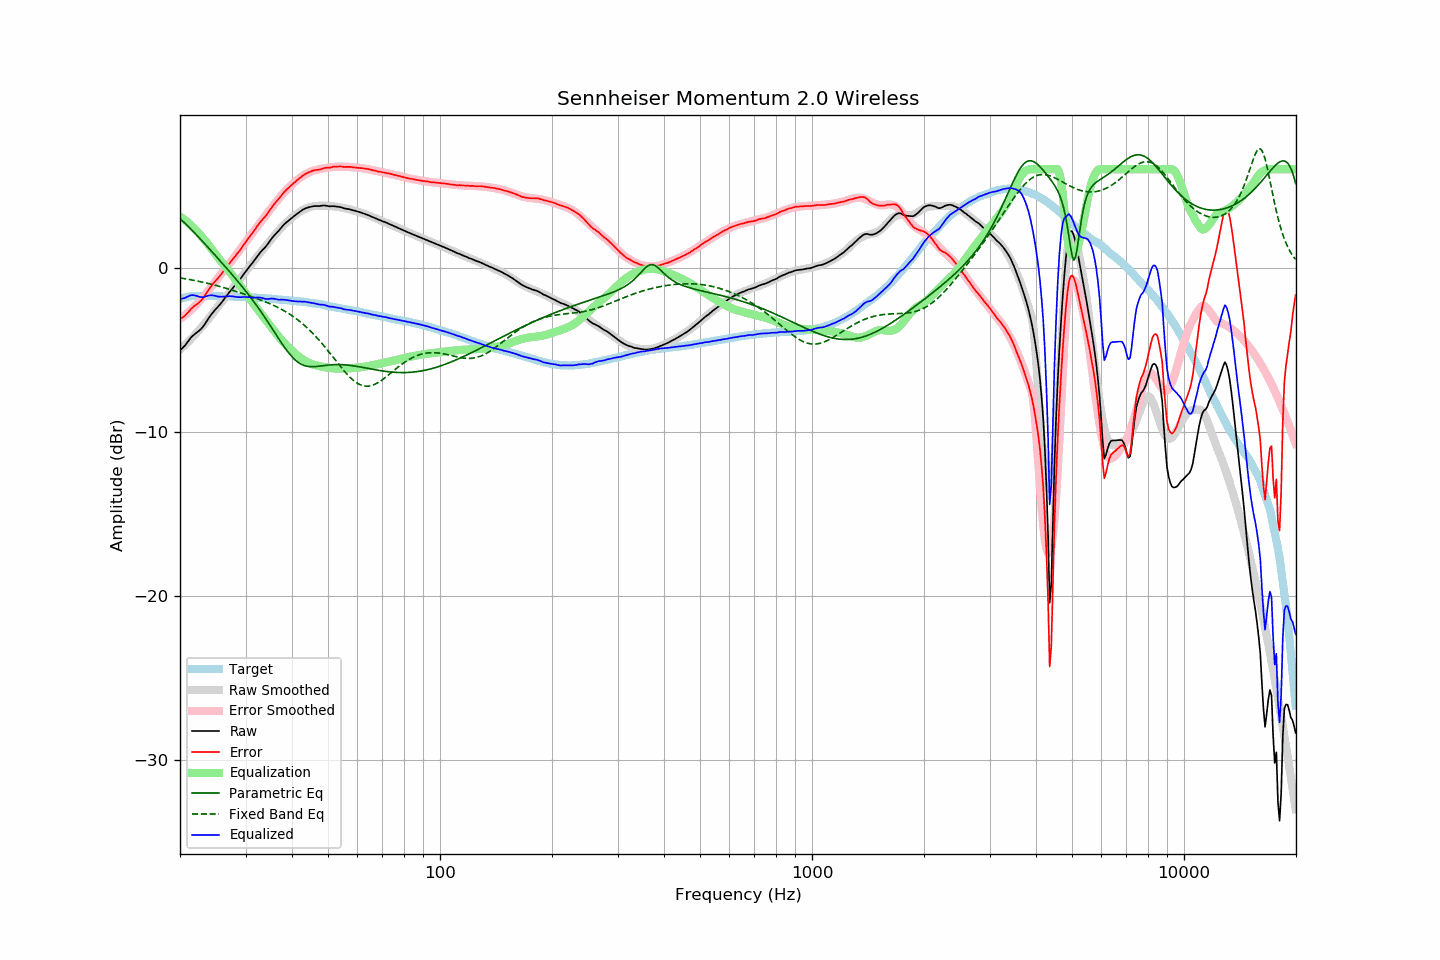 Sennheiser Momentum 2.0 Wireless
Amplitude (dBr)
0
−10
−20
−30
Target
Raw Smoothed
Error Smoothed
Raw
Error
Equalization
Parametric Eq
Fixed Band Eq
Equalized
100
1000
10000
Frequency (Hz)